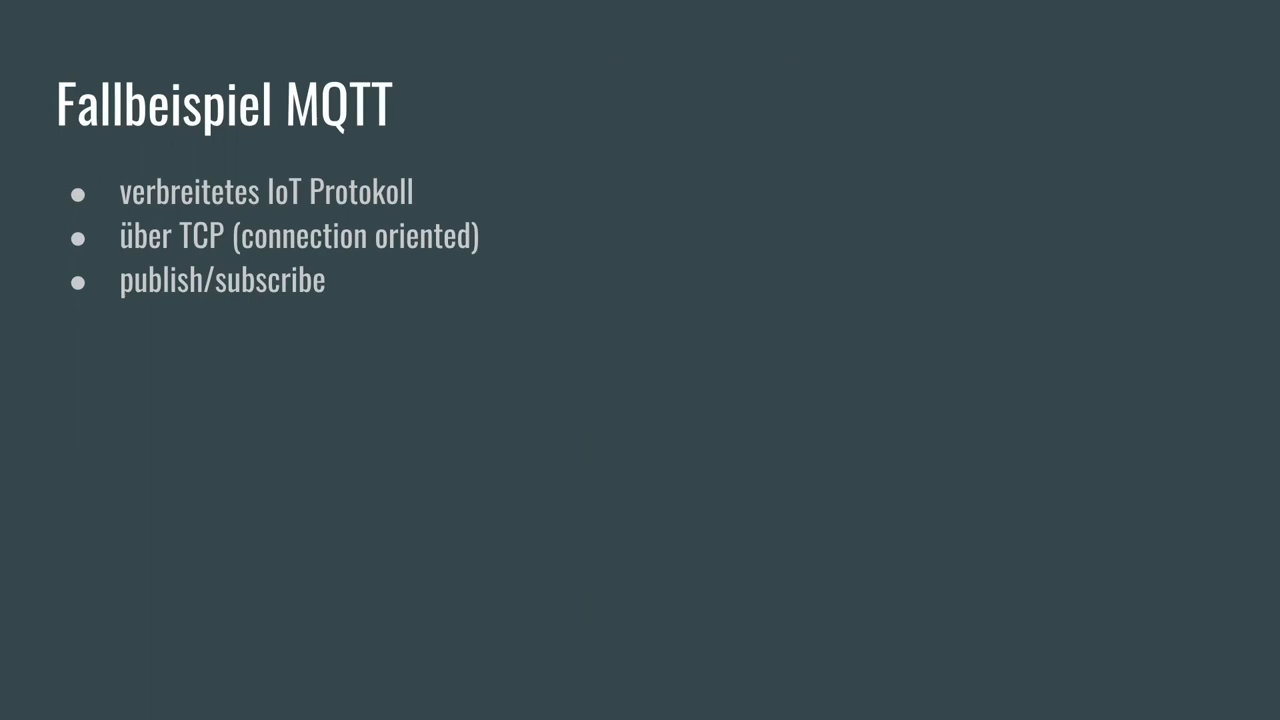 Fallbeispiel MQTT
● verbreitetes IoT Protokoll
● über TCP (connection oriented)
● publish/subscribe